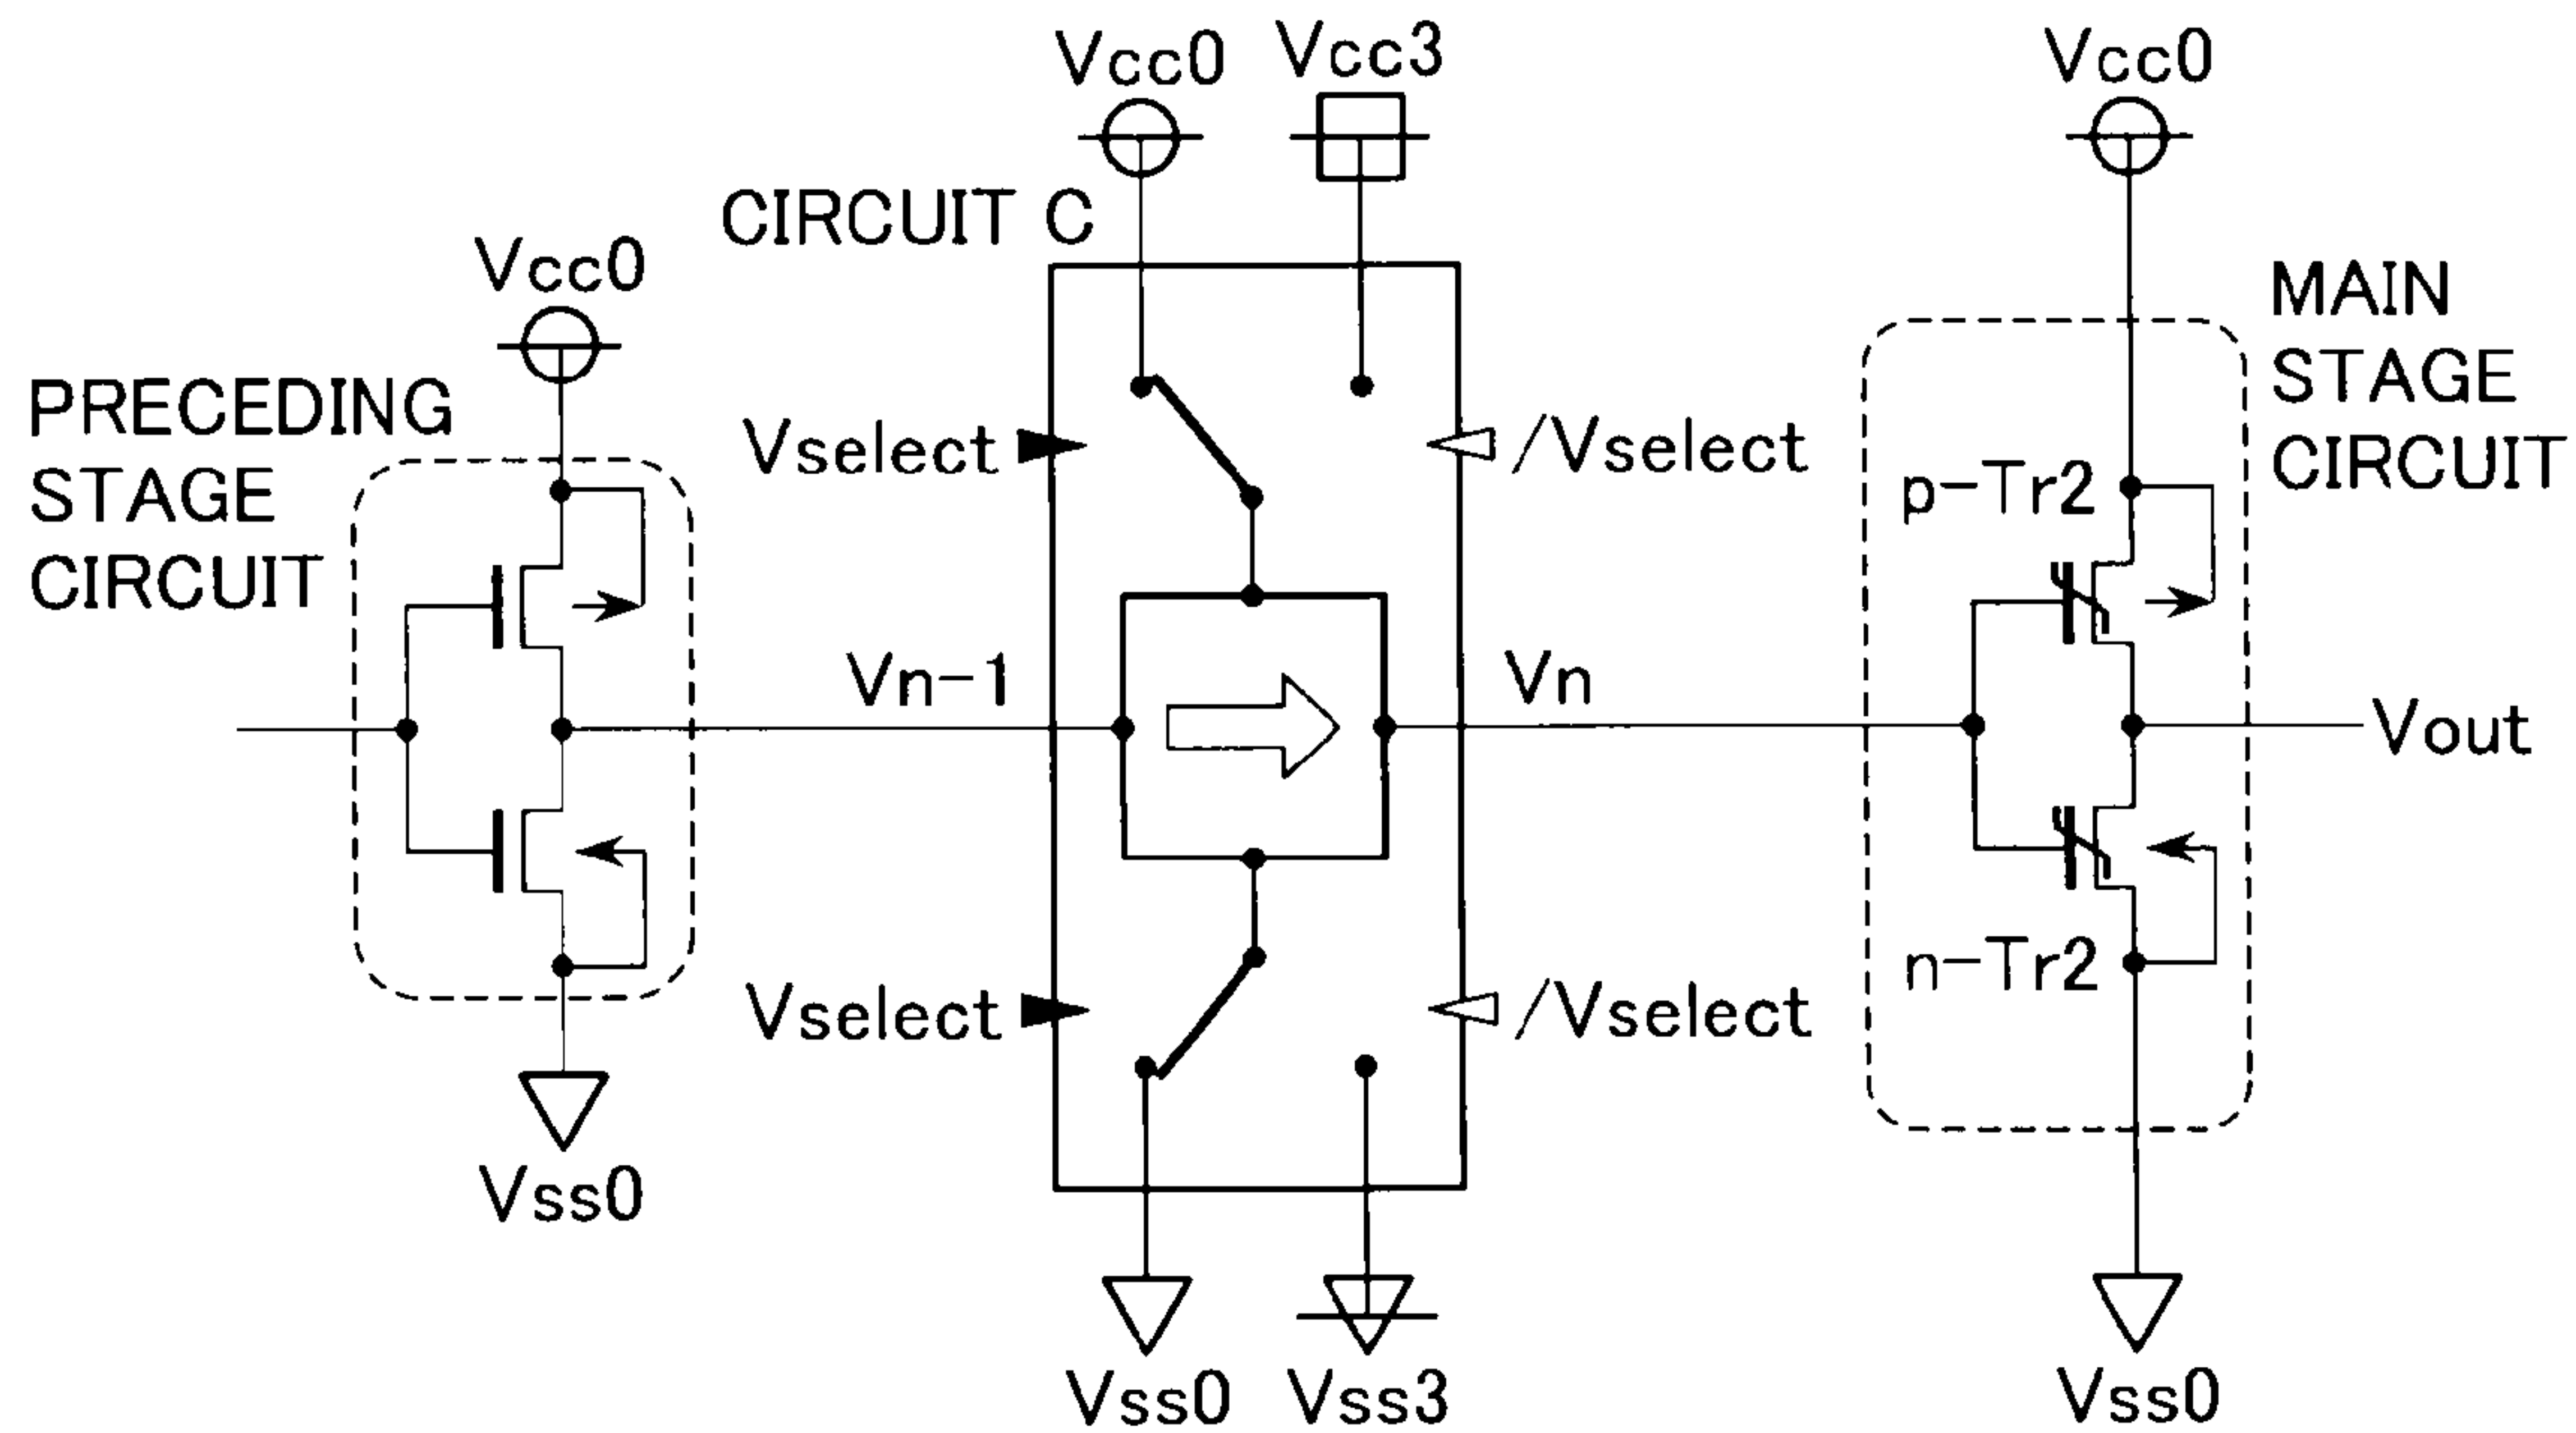 Vcc0
Vcc3
Vcc0
CIRCUIT C
Vcc0
MAIN
STAGE
CIRCUIT
PRECEDING
STAGE
CIRCUIT
Vselect
/Vselect
p-Tr2
Vn-1
Vn
Vout
n-Tr2
Vselect
/Vselect
Vss0
Vss0
Vss3
Vss0